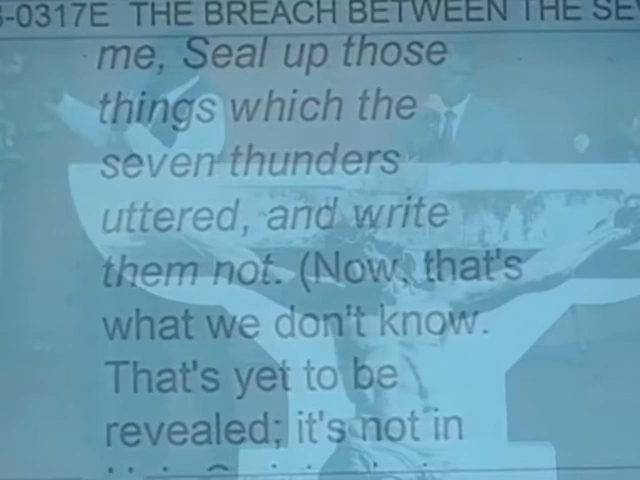 -0317E THE BREACH BETWEEN THE SE
me, Seal up those
things which the
seven thunders
uttered, and write
them not. (Now, that's
what we don't know.
That's yet to be
revealed; it's not in